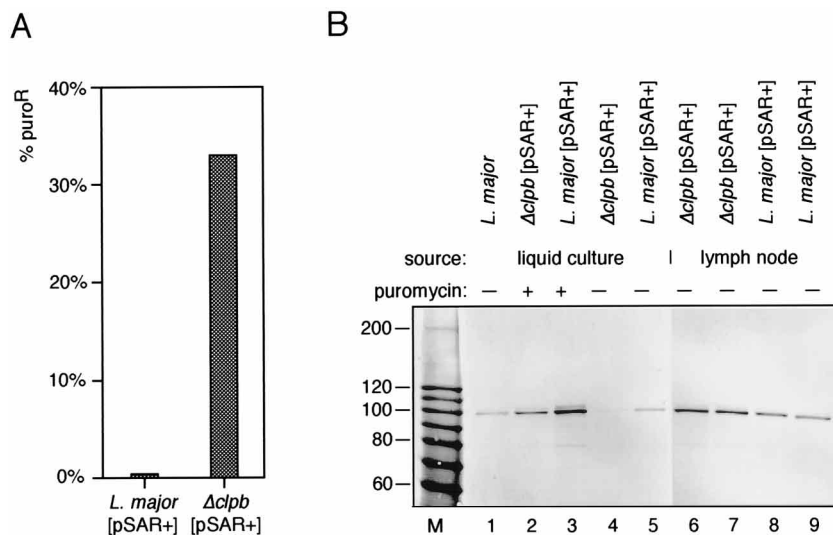 A
% puroR
40%
30%
20%
10%
0%
L. major
[pSAR+]
Δclpb
[pSAR+]
B
L. major
Δclpb [pSAR+]
L. major [pSAR+]
Δclpb [pSAR+]
L. major [pSAR+]
Δclpb [pSAR+]
Δclpb [pSAR+]
L. major [pSAR+]
L. major [pSAR+]
source: liquid culture | lymph node
puromycin: – + + – – – – – –
200
120
100
80
60
M 1 2 3 4 5 6 7 8 9